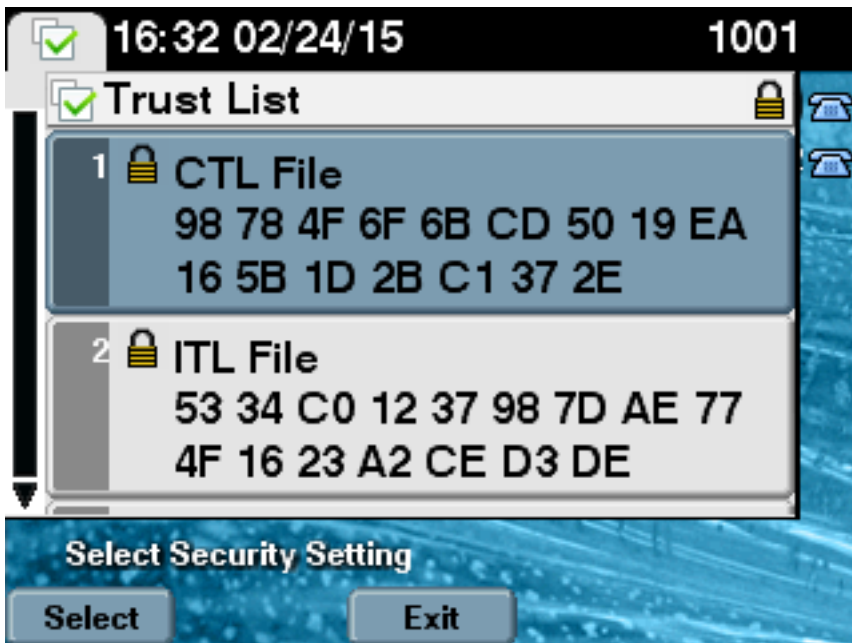 16:32 02/24/15 1001
Trust List
1 CTL File
98 78 4F 6F 6B CD 50 19 EA
16 5B 1D 2B C1 37 2E
2 ITL File
53 34 C0 12 37 98 7D AE 77
4F 16 23 A2 CE D3 DE
Select Security Setting
Select Exit